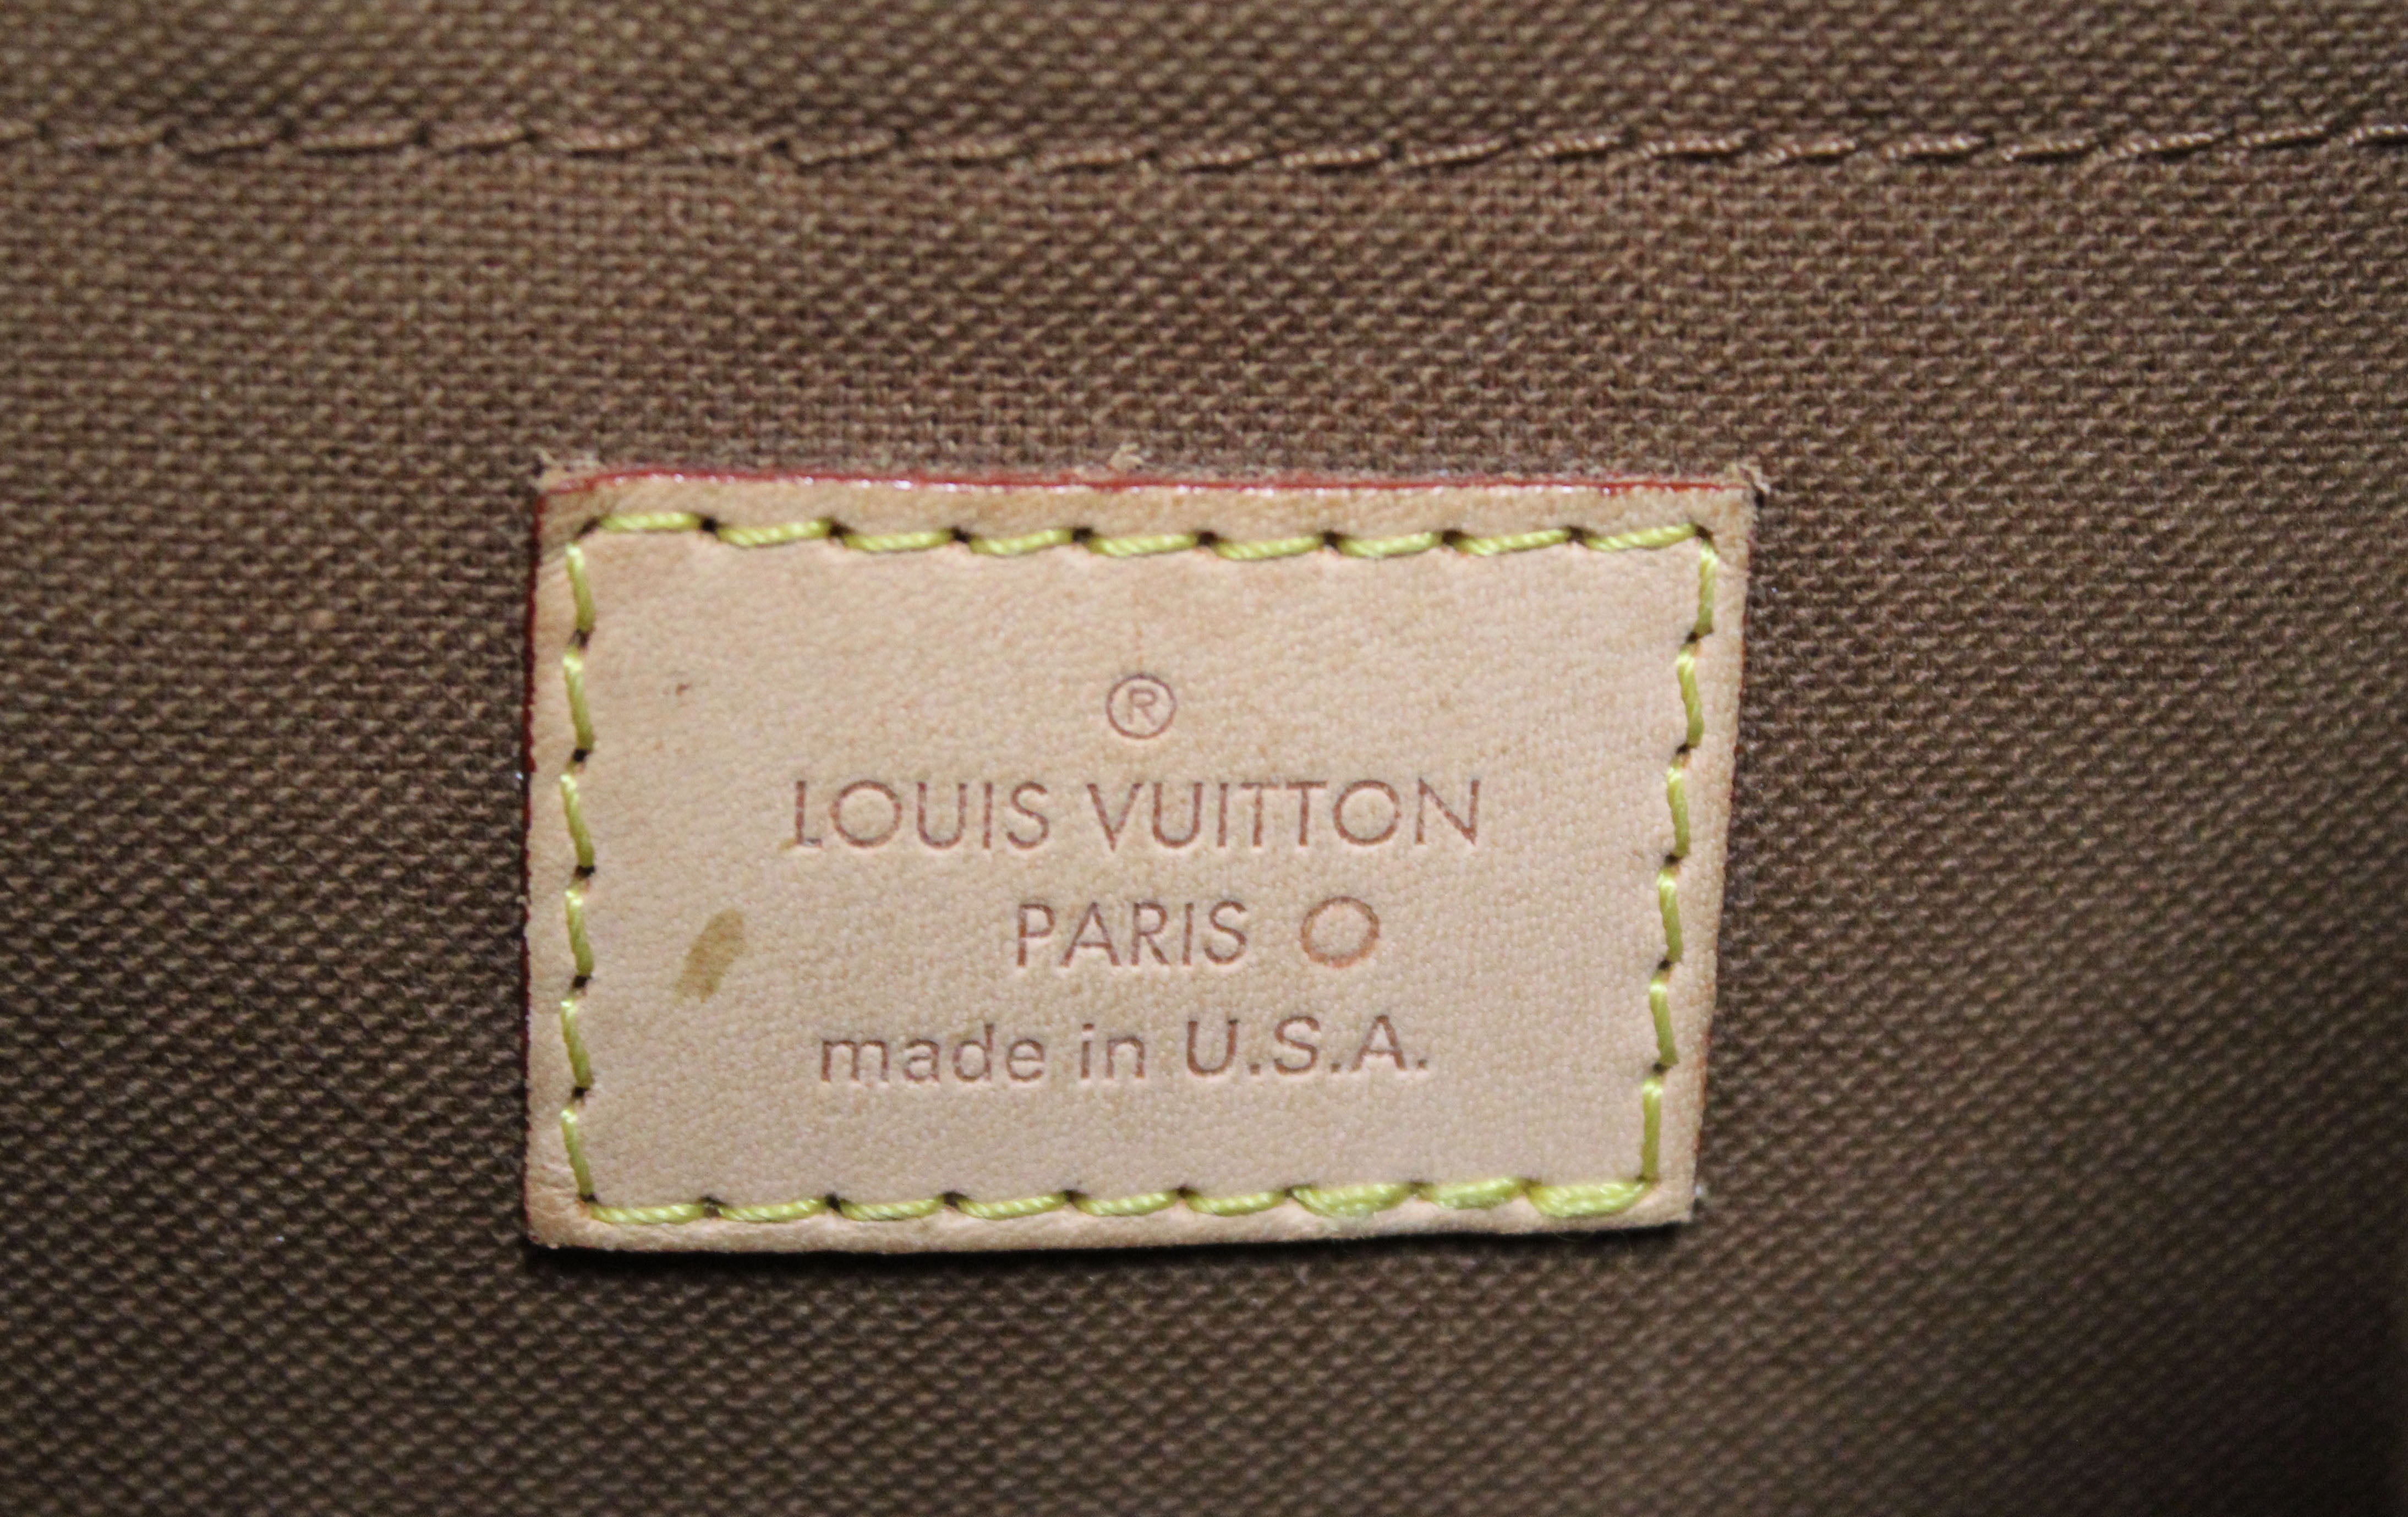 ®
LOUIS VUITTON
PARIS O
made in U.S.A.